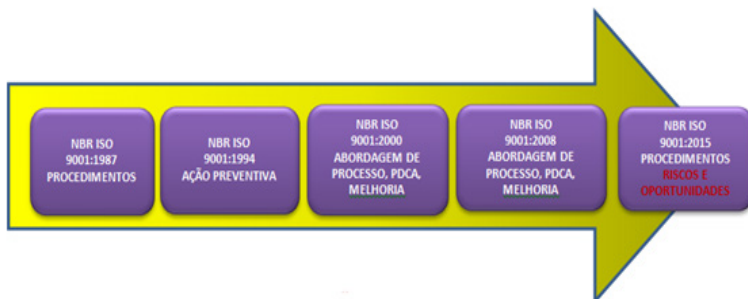 NBR ISO
9001:1987
PROCEDIMENTOS
NBR ISO
9001:1994
AÇÃO PREVENTIVA
NBR ISO
9001:2000
ABORDAGEM DE
PROCESSO, PDCA,
MELHORIA
NBR ISO
9001:2008
ABORDAGEM DE
PROCESSO, PDCA,
MELHORIA
NBR ISO
9001:2015
PROCEDIMENTOS
RISCOS E
OPORTUNIDADES